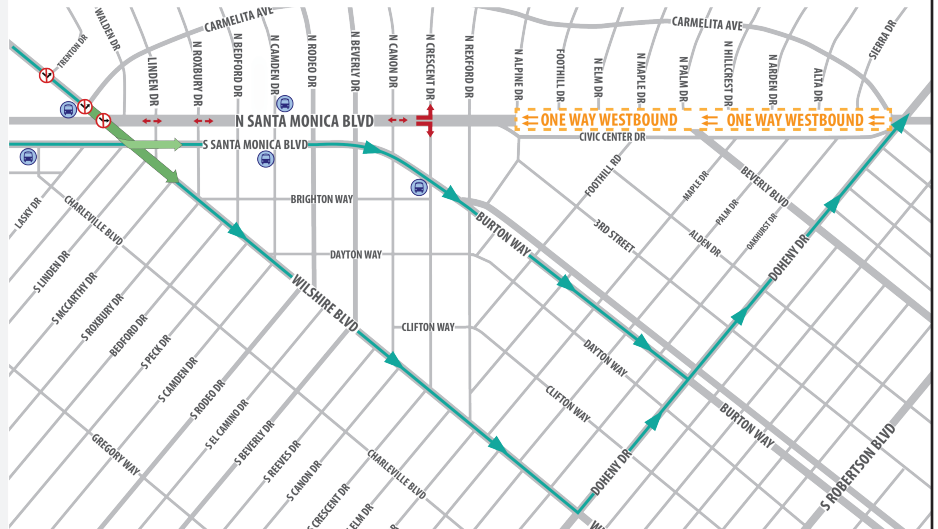 CARMELITA AVE
CARMELITA AVE
WALDEN DR
TRENTON DR
LINDEN DR
N ROXBURY DR
N BEDFORD DR
N CAMDEN DR
N RODEO DR
N BEVERLY DR
N CANON DR
N CRESCENT DR
N REXFORD DR
N ALPINE DR
FOOTHILL DR
N ELM DR
N MAPLE DR
N PALM DR
N HILLCREST DR
N ARDEN DR
ALTA DR
SIERRA DR
N SANTA MONICA BLVD
ONE WAY WESTBOUND
ONE WAY WESTBOUND
CIVIC CENTER DR
S SANTA MONICA BLVD
FOOTHILL RD
MAPLE DR
PALM DR
OAKHURST DR
BEVERLY BLVD
BRIGHTON WAY
BURTON WAY
3RD STREET
ALDEN DR
LASKY DR
CHARLEVILLE BLVD
DAYTON WAY
DOHENY DR
S LINDEN DR
S MCCARTHY DR
S ROXBURY DR
BEDFORD DR
S PECK DR
S CAMDEN DR
S RODEO DR
S EL CAMINO DR
S BEVERLY DR
S REEVES DR
S CANON DR
S CRESCENT DR
ELM DR
WILSHIRE BLVD
CLIFTON WAY
DAYTON WAY
CLIFTON WAY
BURTON WAY
GREGORY WAY
CHARLEVILLE BLVD
DOHENY DR
S ROBERTSON BLVD